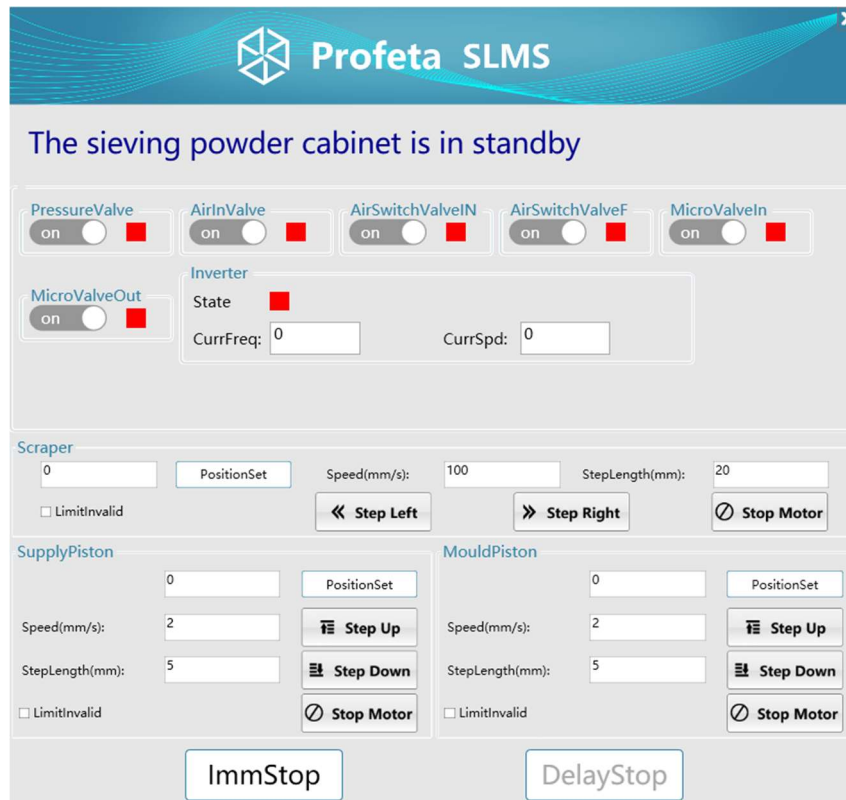 Profeta SLMS
The sieving powder cabinet is in standby
PressureValve AirInValve AirSwitchValveIN AirSwitchValveF MicroValveIn
on on on on on
MicroValveOut Inverter
on State
CurrFreq: 0 CurrSpd: 0
Scraper
0 PositionSet Speed(mm/s): 100 StepLength(mm): 20
LimitInvalid Step Left Step Right Stop Motor
SupplyPiston
0 PositionSet
Speed(mm/s): 2 Step Up
StepLength(mm): 5 Step Down
LimitInvalid Stop Motor
MouldPiston
0 PositionSet
Speed(mm/s): 2 Step Up
StepLength(mm): 5 Step Down
LimitInvalid Stop Motor
ImmStop DelayStop